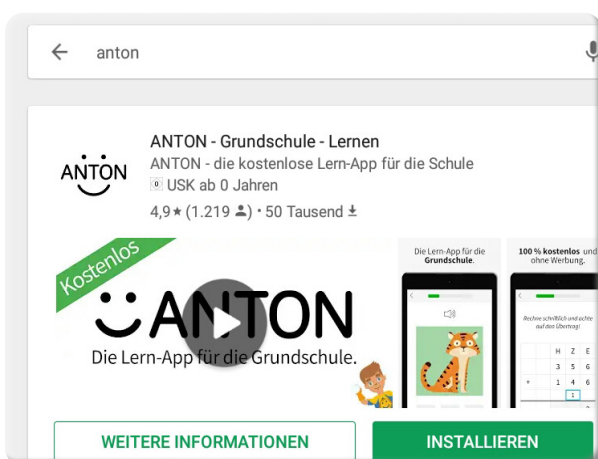 anton
ANTON
ANTON - Grundschule - Lernen
ANTON - die kostenlose Lern-App für die Schule
0 USK ab 0 Jahren
4,9★ (1.219 ) • 50 Tausend
Kostenlos
ANTON
Die Lern-App für die Grundschule.
Die Lern-App für die
Grundschule.
100 % kostenlos und
ohne Werbung.
Rechne schriftlich und achte
auf den Übertrag!
H Z E
3 5 6
+ 1 4 6
1
WEITERE INFORMATIONEN
INSTALLIEREN